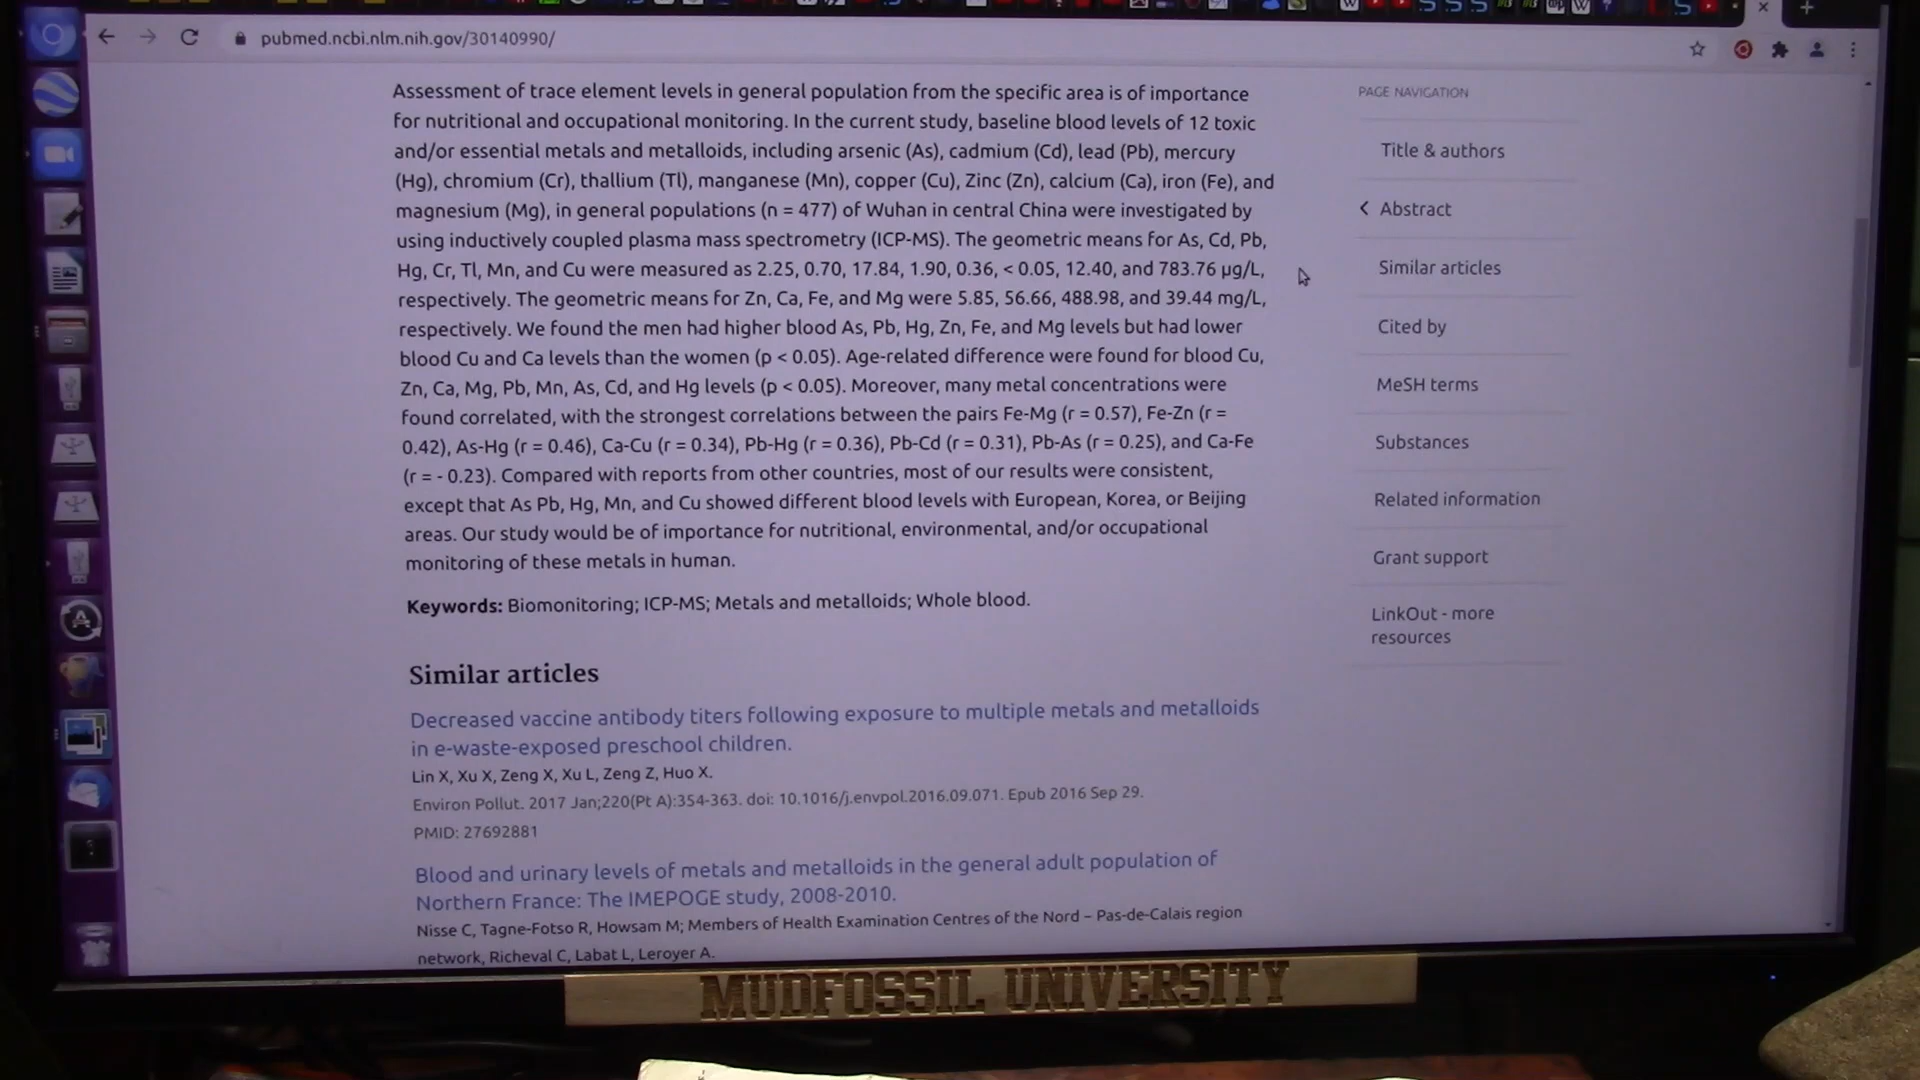 pubmed.ncbi.nlm.nih.gov/30140990/
Assessment of trace element levels in general population from the specific area is of importance
for nutritional and occupational monitoring. In the current study, baseline blood levels of 12 toxic
and/or essential metals and metalloids, including arsenic (As), cadmium (Cd), lead (Pb), mercury
(Hg), chromium (Cr), thallium (Tl), manganese (Mn), copper (Cu), Zinc (Zn), calcium (Ca), iron (Fe), and
magnesium (Mg), in general populations (n = 477) of Wuhan in central China were investigated by
using inductively coupled plasma mass spectrometry (ICP-MS). The geometric means for As, Cd, Pb,
Hg, Cr, Tl, Mn, and Cu were measured as 2.25, 0.70, 17.84, 1.90, 0.36, < 0.05, 12.40, and 783.76 μg/L,
respectively. The geometric means for Zn, Ca, Fe, and Mg were 5.85, 56.66, 488.98, and 39.44 mg/L,
respectively. We found the men had higher blood As, Pb, Hg, Zn, Fe, and Mg levels but had lower
blood Cu and Ca levels than the women (p < 0.05). Age-related difference were found for blood Cu,
Zn, Ca, Mg, Pb, Mn, As, Cd, and Hg levels (p < 0.05). Moreover, many metal concentrations were
found correlated, with the strongest correlations between the pairs Fe-Mg (r = 0.57), Fe-Zn (r =
0.42), As-Hg (r = 0.46), Ca-Cu (r = 0.34), Pb-Hg (r = 0.36), Pb-Cd (r = 0.31), Pb-As (r = 0.25), and Ca-Fe
(r = - 0.23). Compared with reports from other countries, most of our results were consistent,
except that As Pb, Hg, Mn, and Cu showed different blood levels with European, Korea, or Beijing
areas. Our study would be of importance for nutritional, environmental, and/or occupational
monitoring of these metals in human.
Keywords: Biomonitoring; ICP-MS; Metals and metalloids; Whole blood.
Similar articles
Decreased vaccine antibody titers following exposure to multiple metals and metalloids
in e-waste-exposed preschool children.
Lin X, Xu X, Zeng X, Xu L, Zeng Z, Huo X.
Environ Pollut. 2017 Jan;220(Pt A):354-363. doi: 10.1016/j.envpol.2016.09.071. Epub 2016 Sep 29.
PMID: 27692881
Blood and urinary levels of metals and metalloids in the general adult population of
Northern France: The IMEPOGE study, 2008-2010.
Nisse C, Tagne-Fotso R, Howsam M; Members of Health Examination Centres of the Nord – Pas-de-Calais region
network, Richeval C, Labat L, Leroyer A.
PAGE NAVIGATION
Title & authors
Abstract
Similar articles
Cited by
MeSH terms
Substances
Related information
Grant support
LinkOut - more
resources
MUDFOSSIL UNIVERSITY